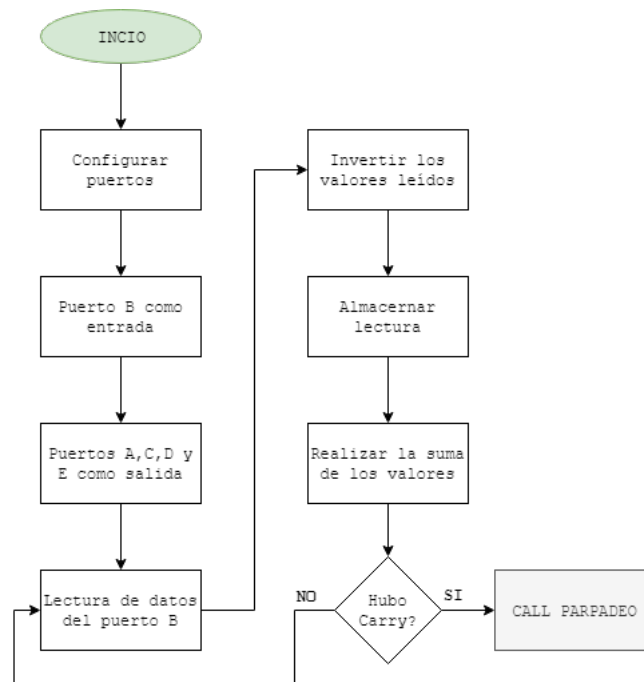 INCIO
Configurar
puertos
Puerto B como
entrada
Puertos A,C,D y
E como salida
Lectura de datos
del puerto B
Invertir los
valores leídos
Almacernar
lectura
Realizar la suma
de los valores
NO
Hubo
Carry?
SI
CALL PARPADEO